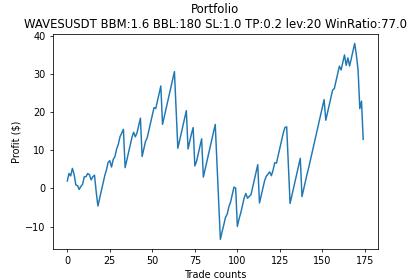 Portfolio
WAVESUSDT BBM:1.6 BBL:180 SL:1.0 TP:0.2 lev:20 WinRatio:77.0
40
30
20
10
0
−10
Profit ($)
0 25 50 75 100 125 150 175
Trade counts